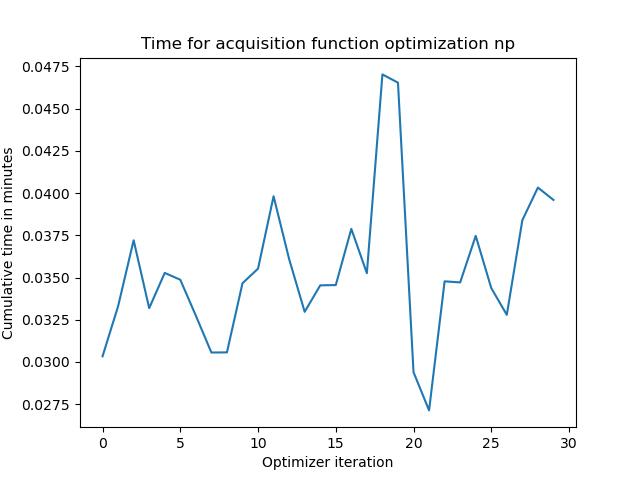 Time for acquisition function optimization np
Cumulative time in minutes
0.0475
0.0450
0.0425
0.0400
0.0375
0.0350
0.0325
0.0300
0.0275
0 5 10 15 20 25 30
Optimizer iteration